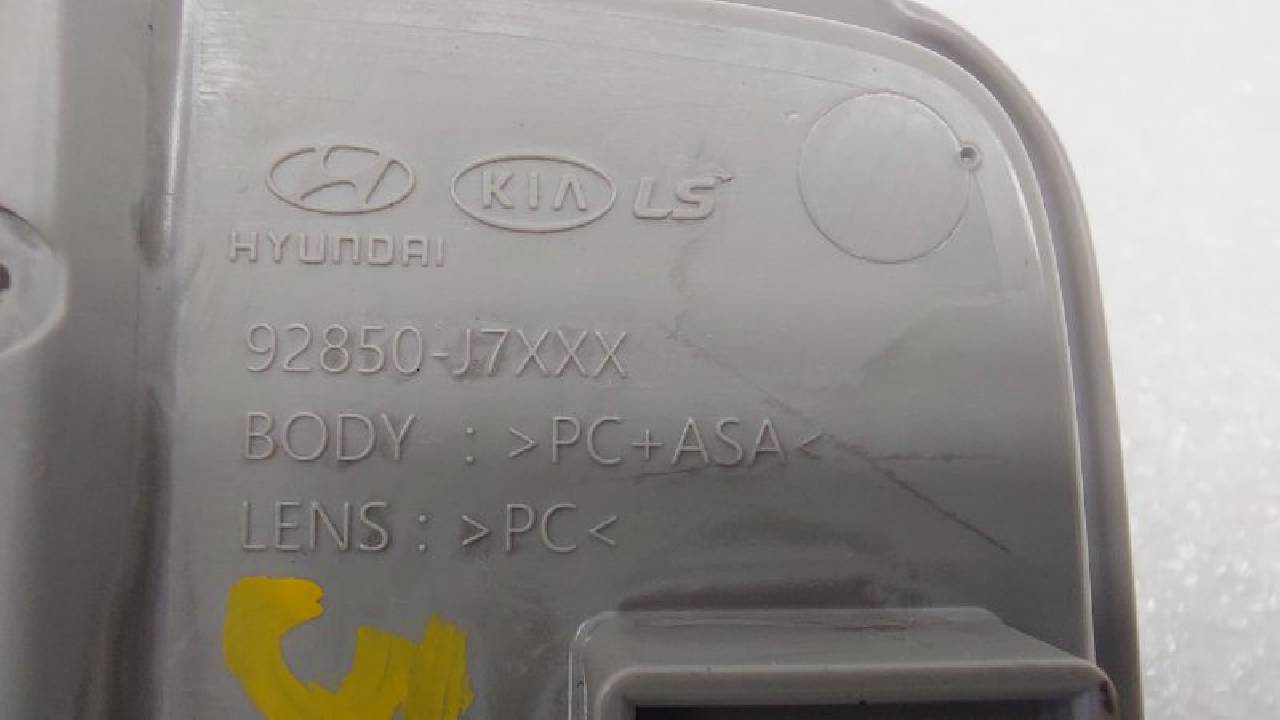 KIA LS
HYUNDAI
92850-J7XXX
BODY : >PC+ASA<
LENS : >PC<